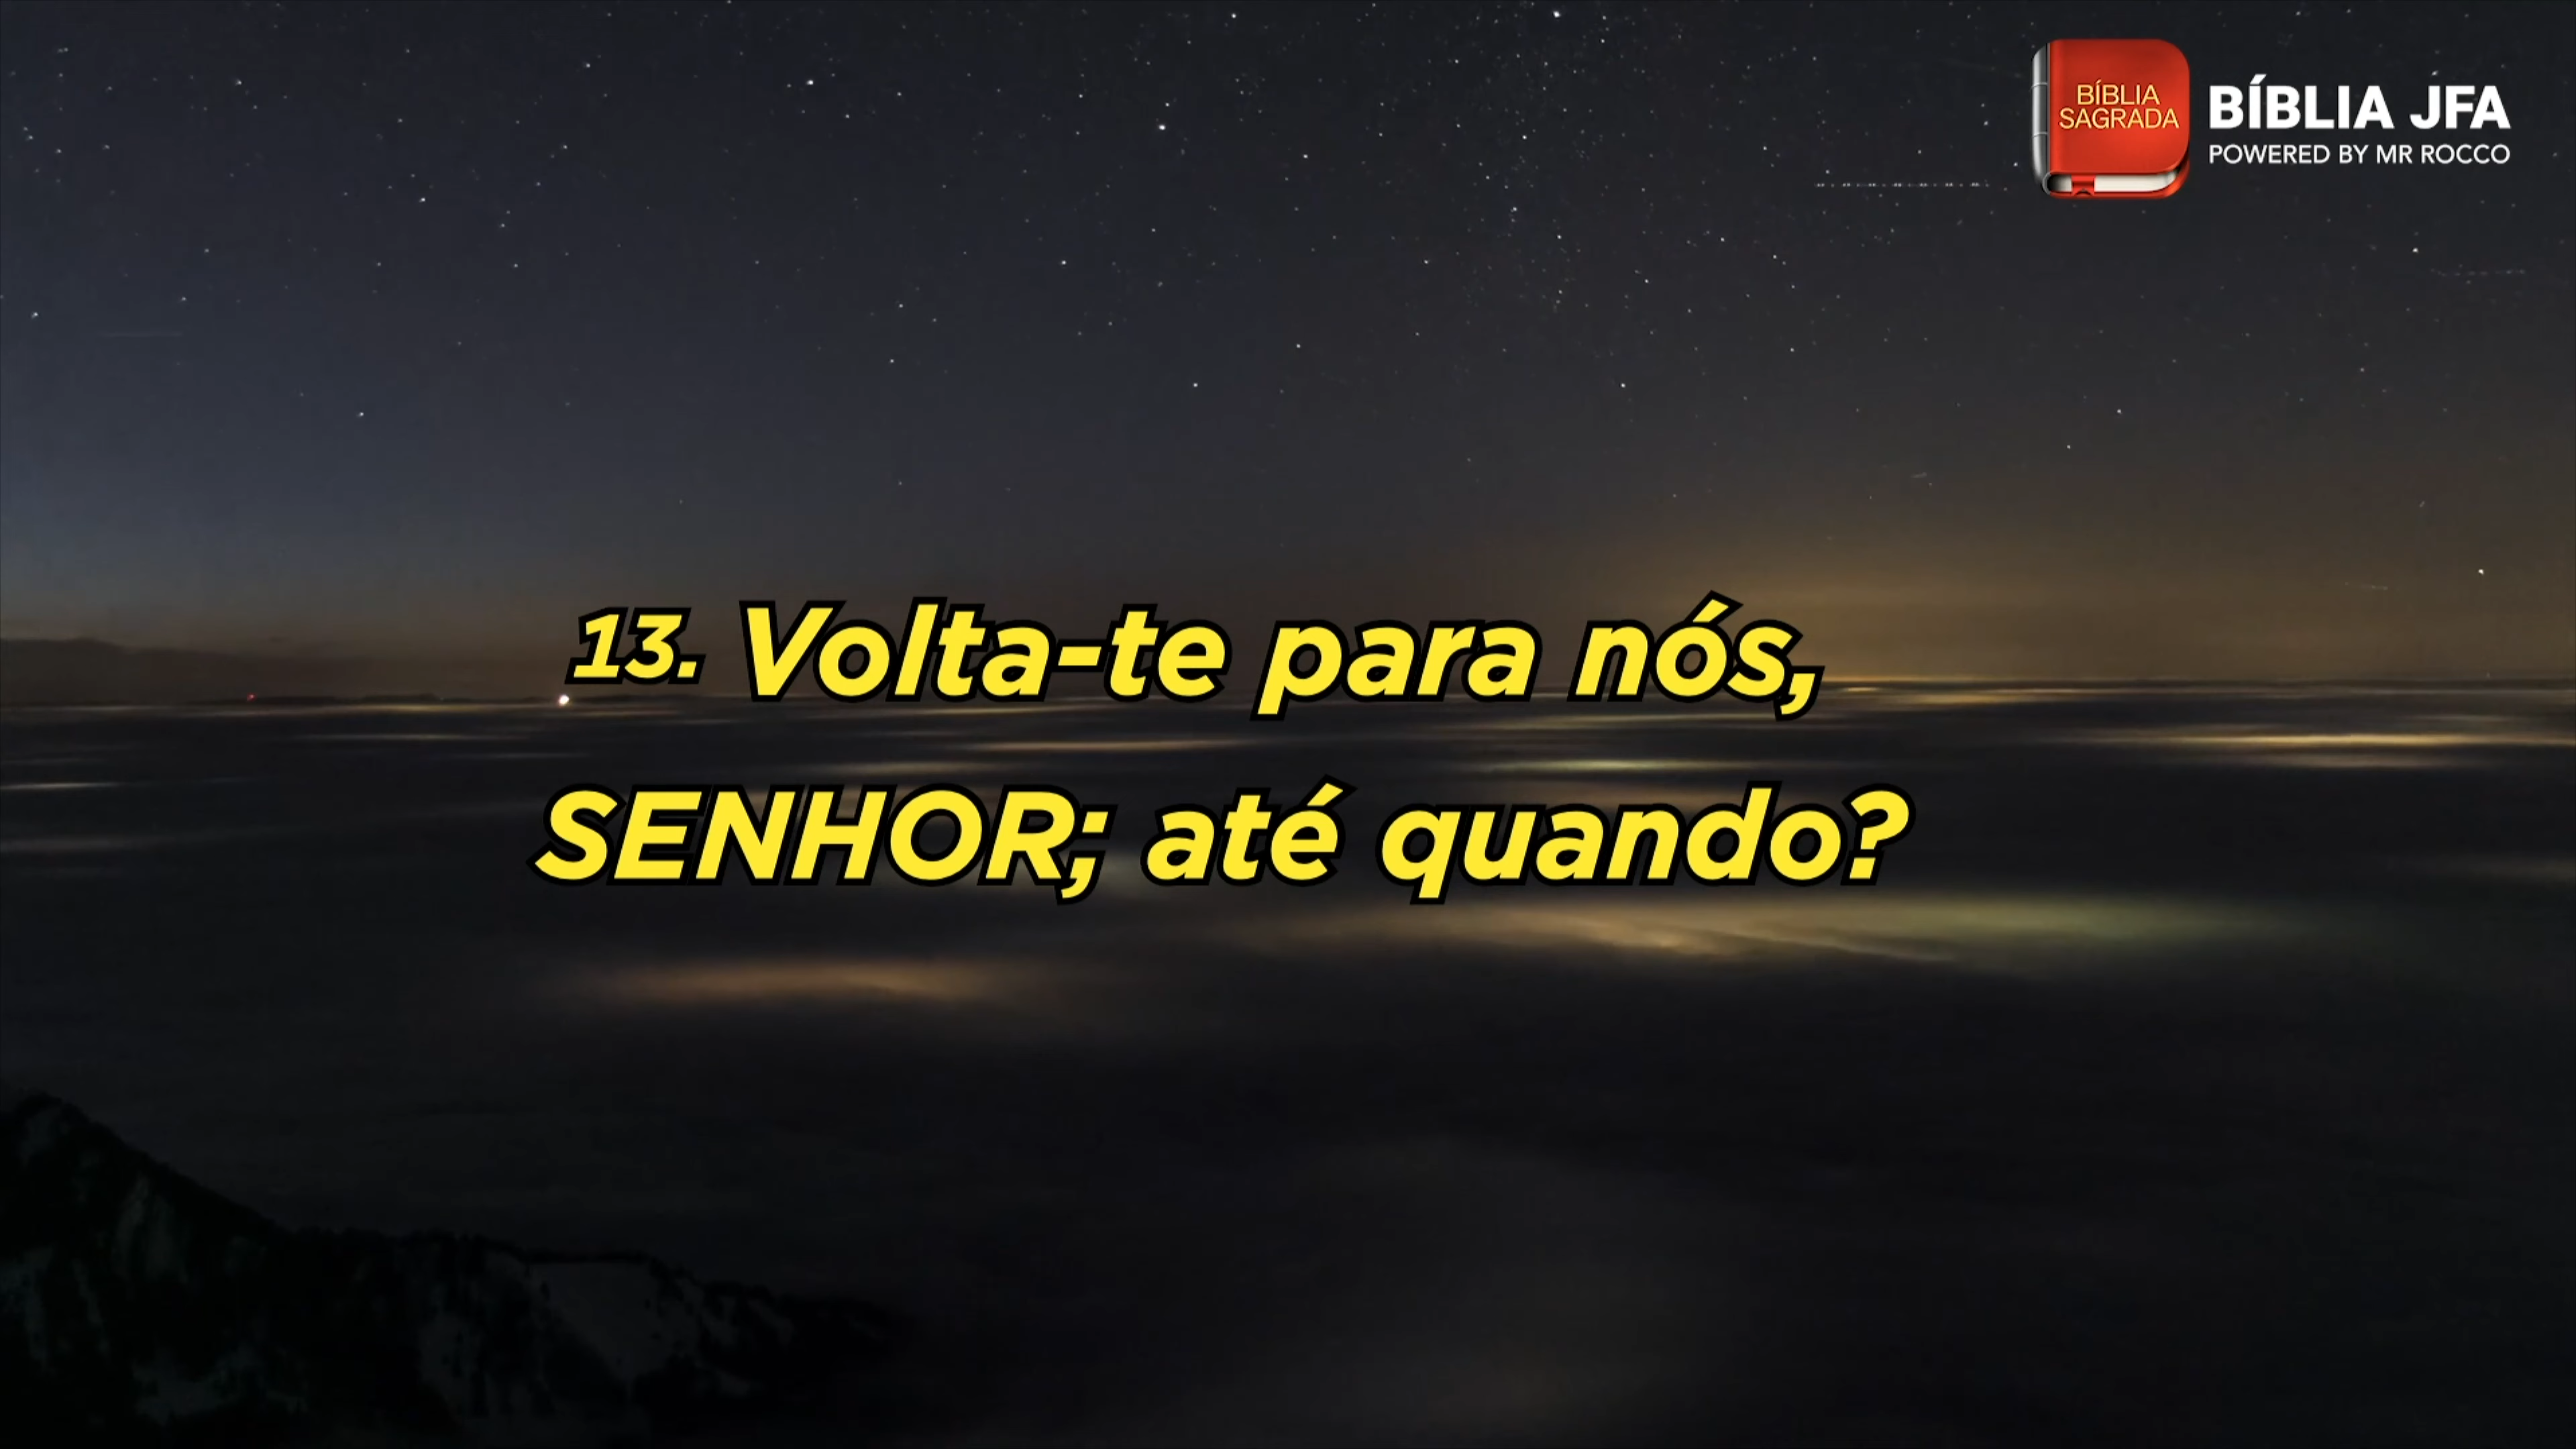 BÍBLIA
SAGRADA
BÍBLIA JFA
POWERED BY MR ROCCO
13. Volta-te para nós,
SENHOR; até quando?